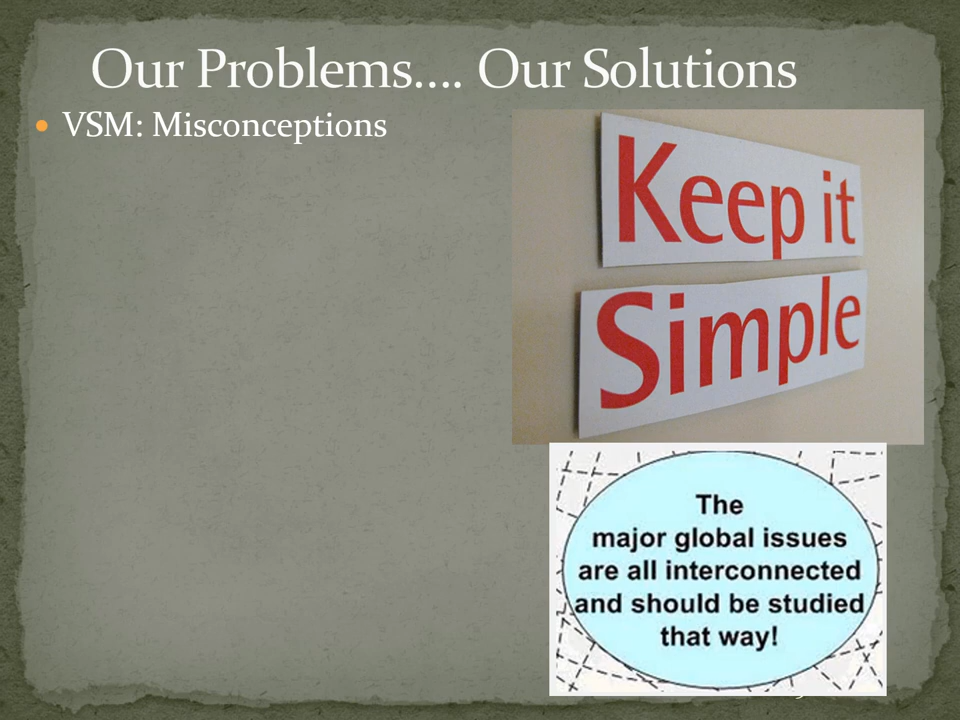 Our Problems…. Our Solutions
VSM: Misconceptions
Keep it
Simple
The
major global issues
are all interconnected
and should be studied
that way!